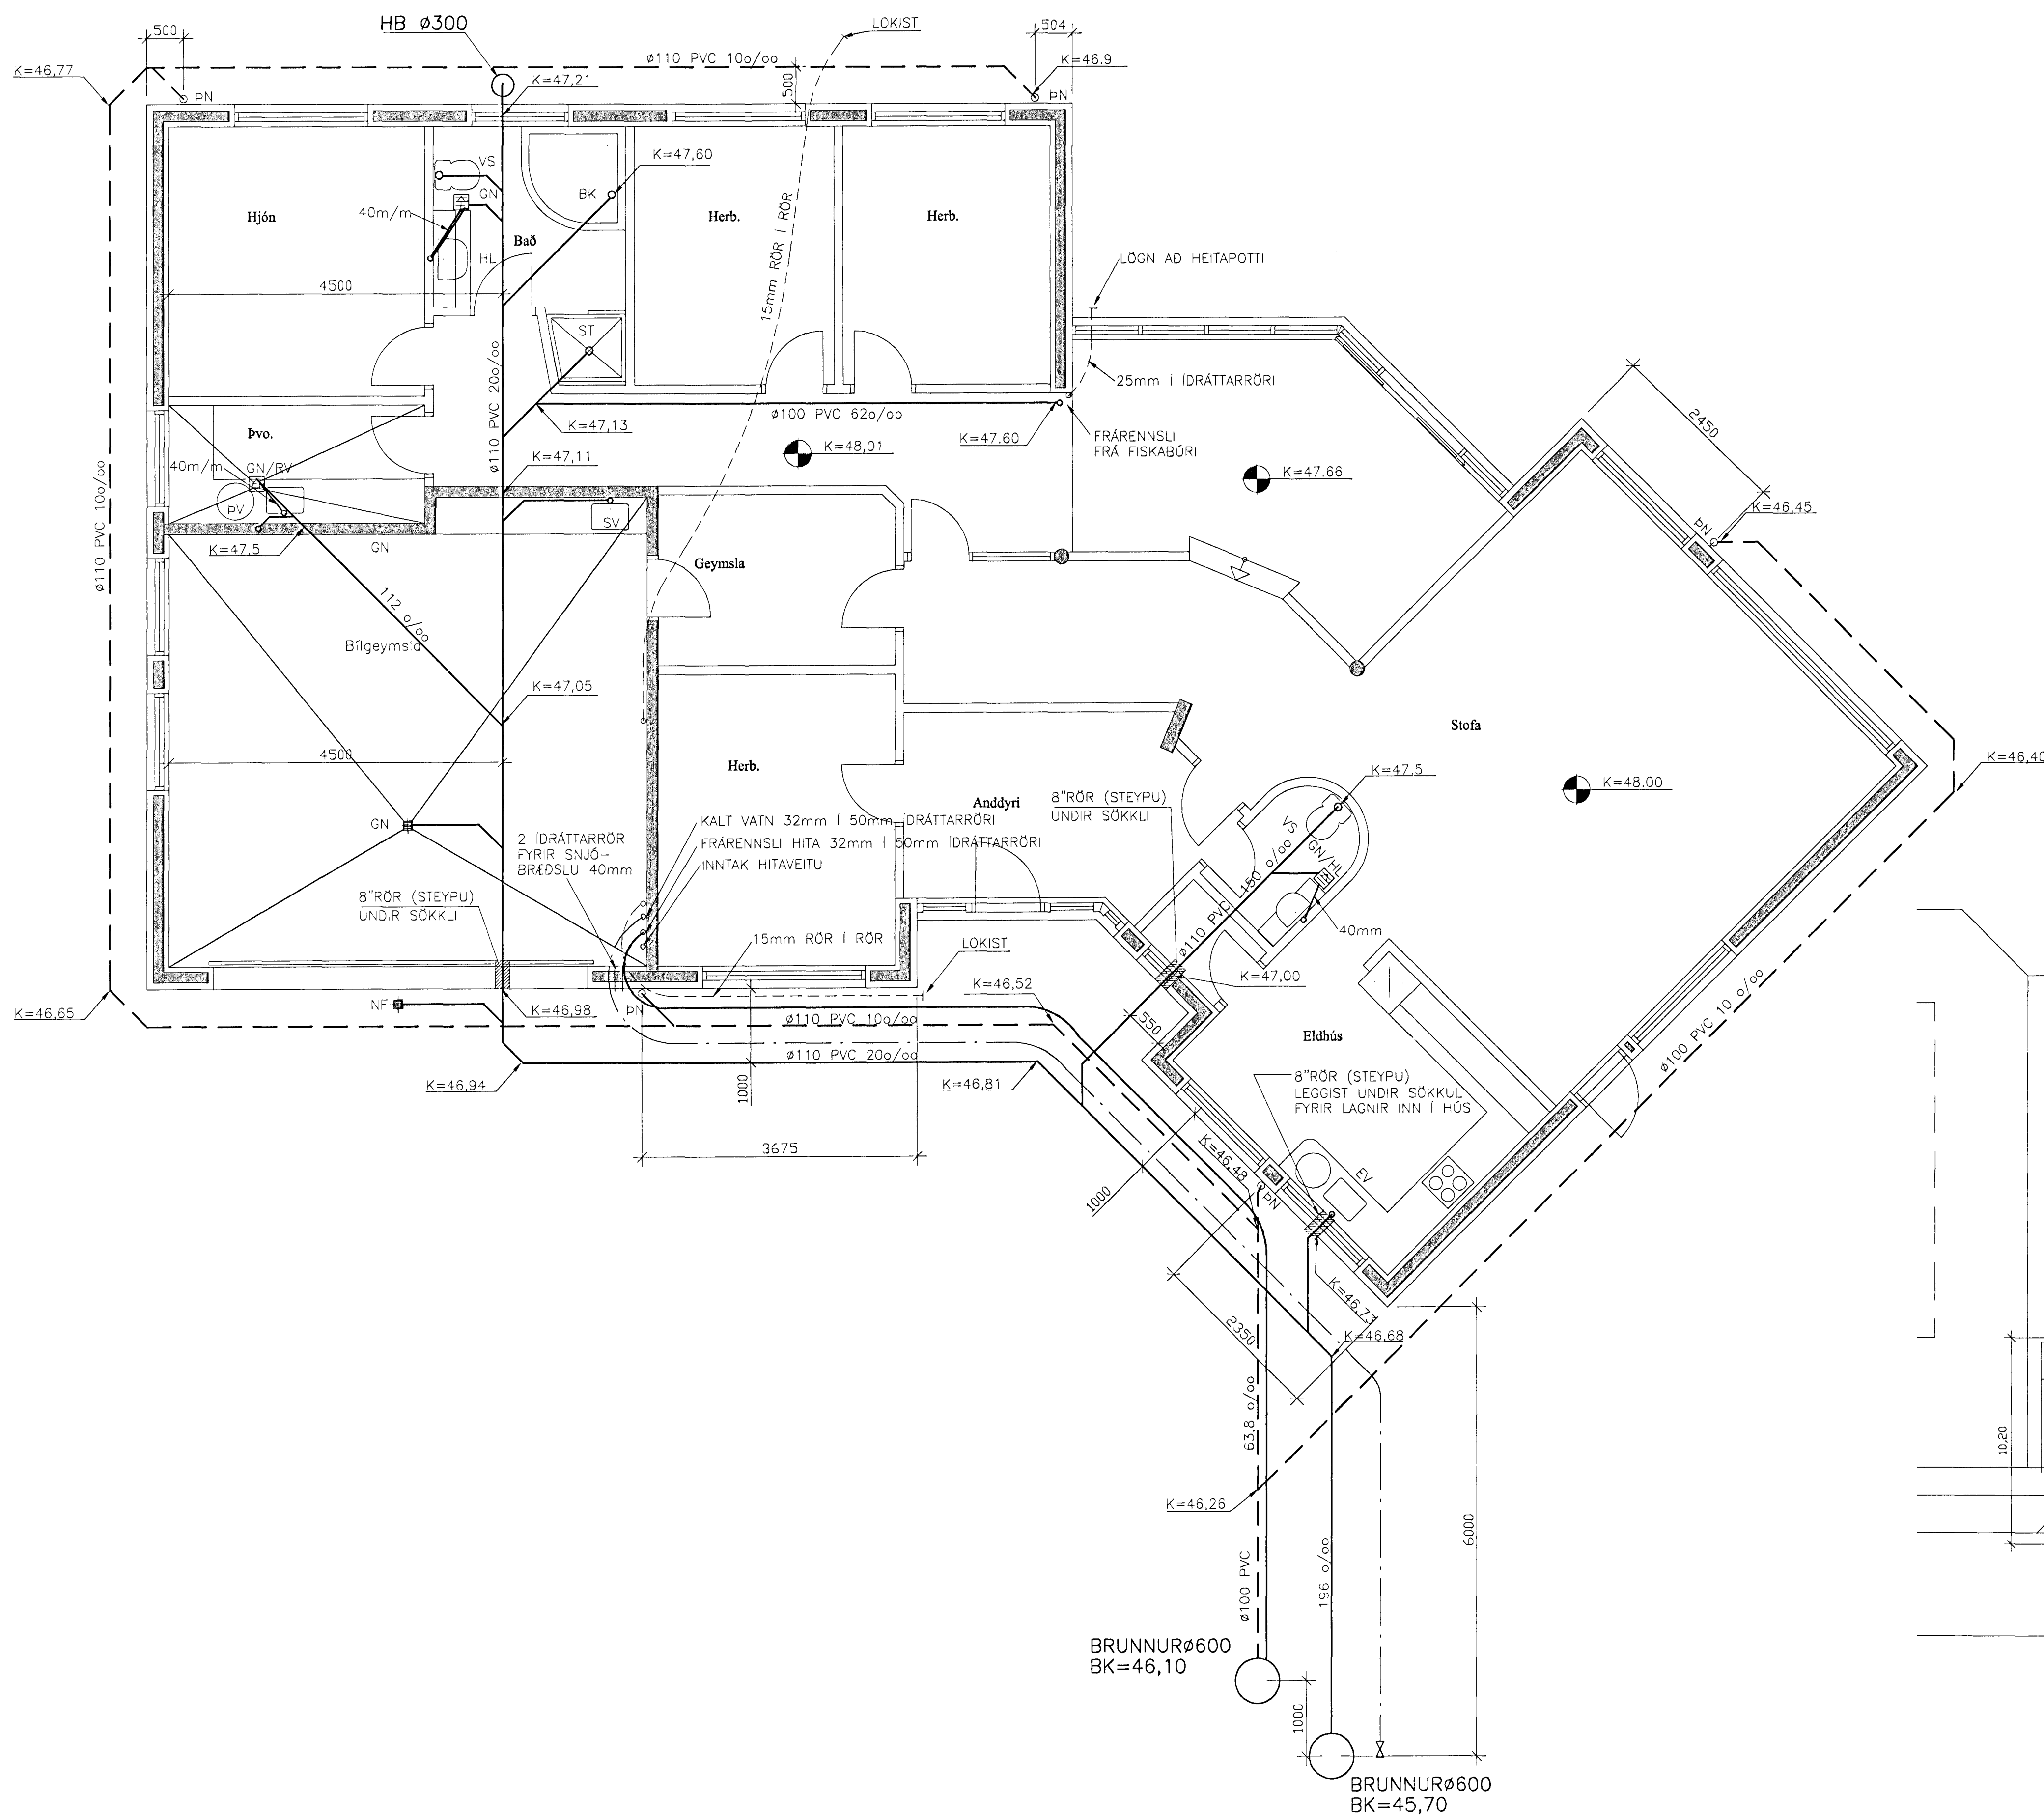 HB ø300
LOKIST
500
504
K=46,77
ø110 PVC 10o/oo
500
K=46.9
K=47,21
ÞN
ÞN
VS
K=47,60
GN
BK
40m/m
Hjón
Bað
Herb.
Herb.
HL
15mm RÖR Í RÖR
LÖGN AÐ HEITAPOTTI
4500
ST
ø110 PVC 20o/oo
25mm Í ÍDRÁTTARRÖRI
ø100 PVC 62o/oo
K=47,13
K=47.60
FRÁRENNSLI
FRÁ FISKABÚRI
2450
Þvo.
K=48,01
40m/m
GN/RV
K=47,11
K=47.66
ø110 PVC 10o/oo
ÞV
SV
K=46,45
ÞN
K=47,5
GN
Geymsla
112 o/oo
Bílgeymsla
K=47,05
Stofa
4500
Herb.
K=47.5
K=46,40
K=48.00
Anddyri
8"RÖR (STEYPU)
UNDIR SÖKKLI
GN
KALT VATN 32mm Í 50mm ÍDRÁTTARRÖRI
FRÁRENNSLI HITA 32mm Í 50mm ÍDRÁTTARRÖRI
INNTAK HITAVEITU
2 ÍDRÁTTARRÖR
FYRIR SNJÓ-
BRÆÐSLU 40mm
VS
GN/HL
8"RÖR (STEYPU)
UNDIR SÖKKLI
ø110 PVC 150 o/oo
40mm
15mm RÖR Í RÖR
LOKIST
K=46,52
K=47,00
NF
K=46,65
K=46,98
ÞN
ø110 PVC 10o/oo
550
Eldhús
ø100 PVC 10 o/oo
ø110 PVC 20o/oo
K=46,94
K=46,81
1000
8"RÖR (STEYPU)
LEGGIST UNDIR SÖKKUL
FYRIR LAGNIR INN Í HÚS
3675
K=46,48
EV
1000
ÞN
K=46,73
2350
K=46,68
63.8 o/oo
10,20
K=46,26
6000
ø100 PVC
196 o/oo
BRUNNURø600
BK=46,10
1000
BRUNNURø600
BK=45,70